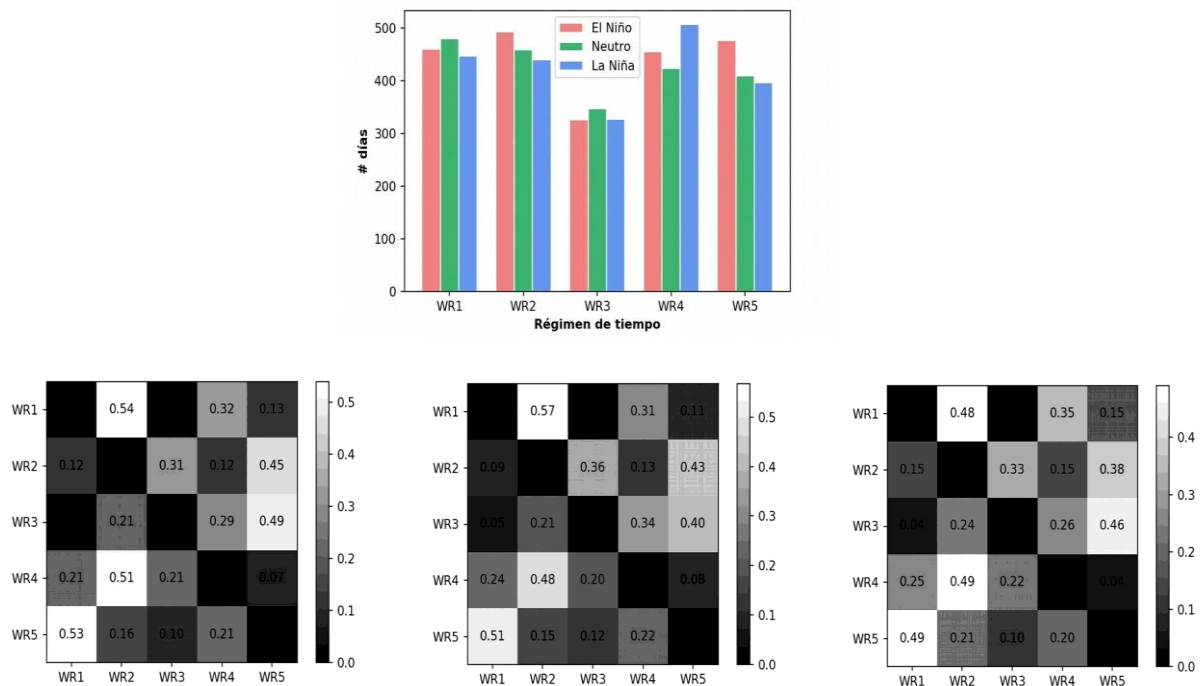 500
400
300
200
100
0
# días
El Niño
Neutro
La Niña
WR1 WR2 WR3 WR4 WR5
Régimen de tiempo
WR1 0.54 0.32 0.13
WR2 0.12 0.31 0.12 0.45
WR3 0.21 0.29 0.49
WR4 0.21 0.51 0.21 0.07
WR5 0.53 0.16 0.10 0.21
WR1 WR2 WR3 WR4 WR5
0.5
0.4
0.3
0.2
0.1
0.0
WR1 0.57 0.31 0.11
WR2 0.09 0.36 0.13 0.43
WR3 0.05 0.21 0.34 0.40
WR4 0.24 0.48 0.20 0.08
WR5 0.51 0.15 0.12 0.22
WR1 WR2 WR3 WR4 WR5
0.5
0.4
0.3
0.2
0.1
0.0
WR1 0.48 0.35 0.15
WR2 0.15 0.33 0.15 0.38
WR3 0.04 0.24 0.26 0.46
WR4 0.25 0.49 0.22 0.04
WR5 0.49 0.21 0.10 0.20
WR1 WR2 WR3 WR4 WR5
0.4
0.3
0.2
0.1
0.0